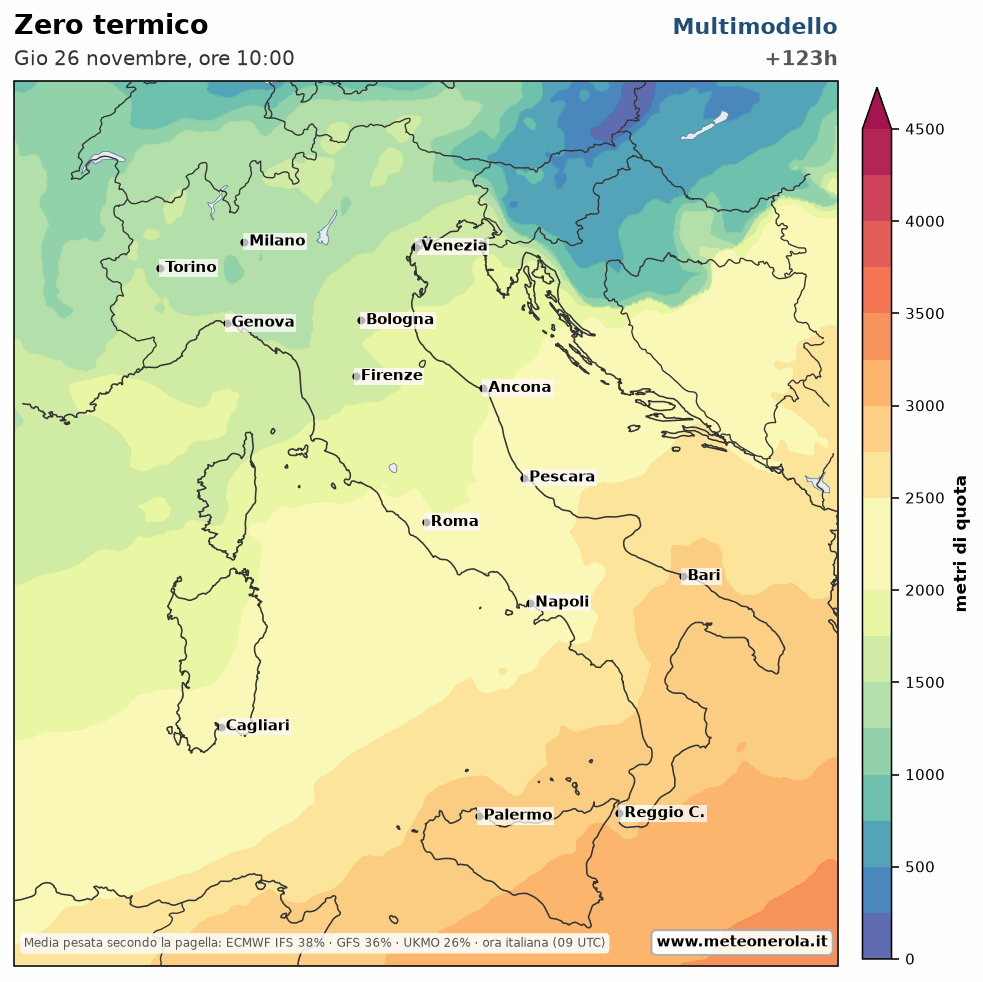 Zero termico
Multimodello
Gio 26 novembre, ore 10:00
+123h
Milano
Venezia
Torino
Genova
Bologna
Firenze
Ancona
Pescara
Roma
Bari
Napoli
Cagliari
Palermo
Reggio C.
4500
4000
3500
3000
2500
2000
1500
1000
500
0
metri di quota
Media pesata secondo la pagella: ECMWF IFS 38% · GFS 36% · UKMO 26% · ora italiana (09 UTC)
www.meteonerola.it